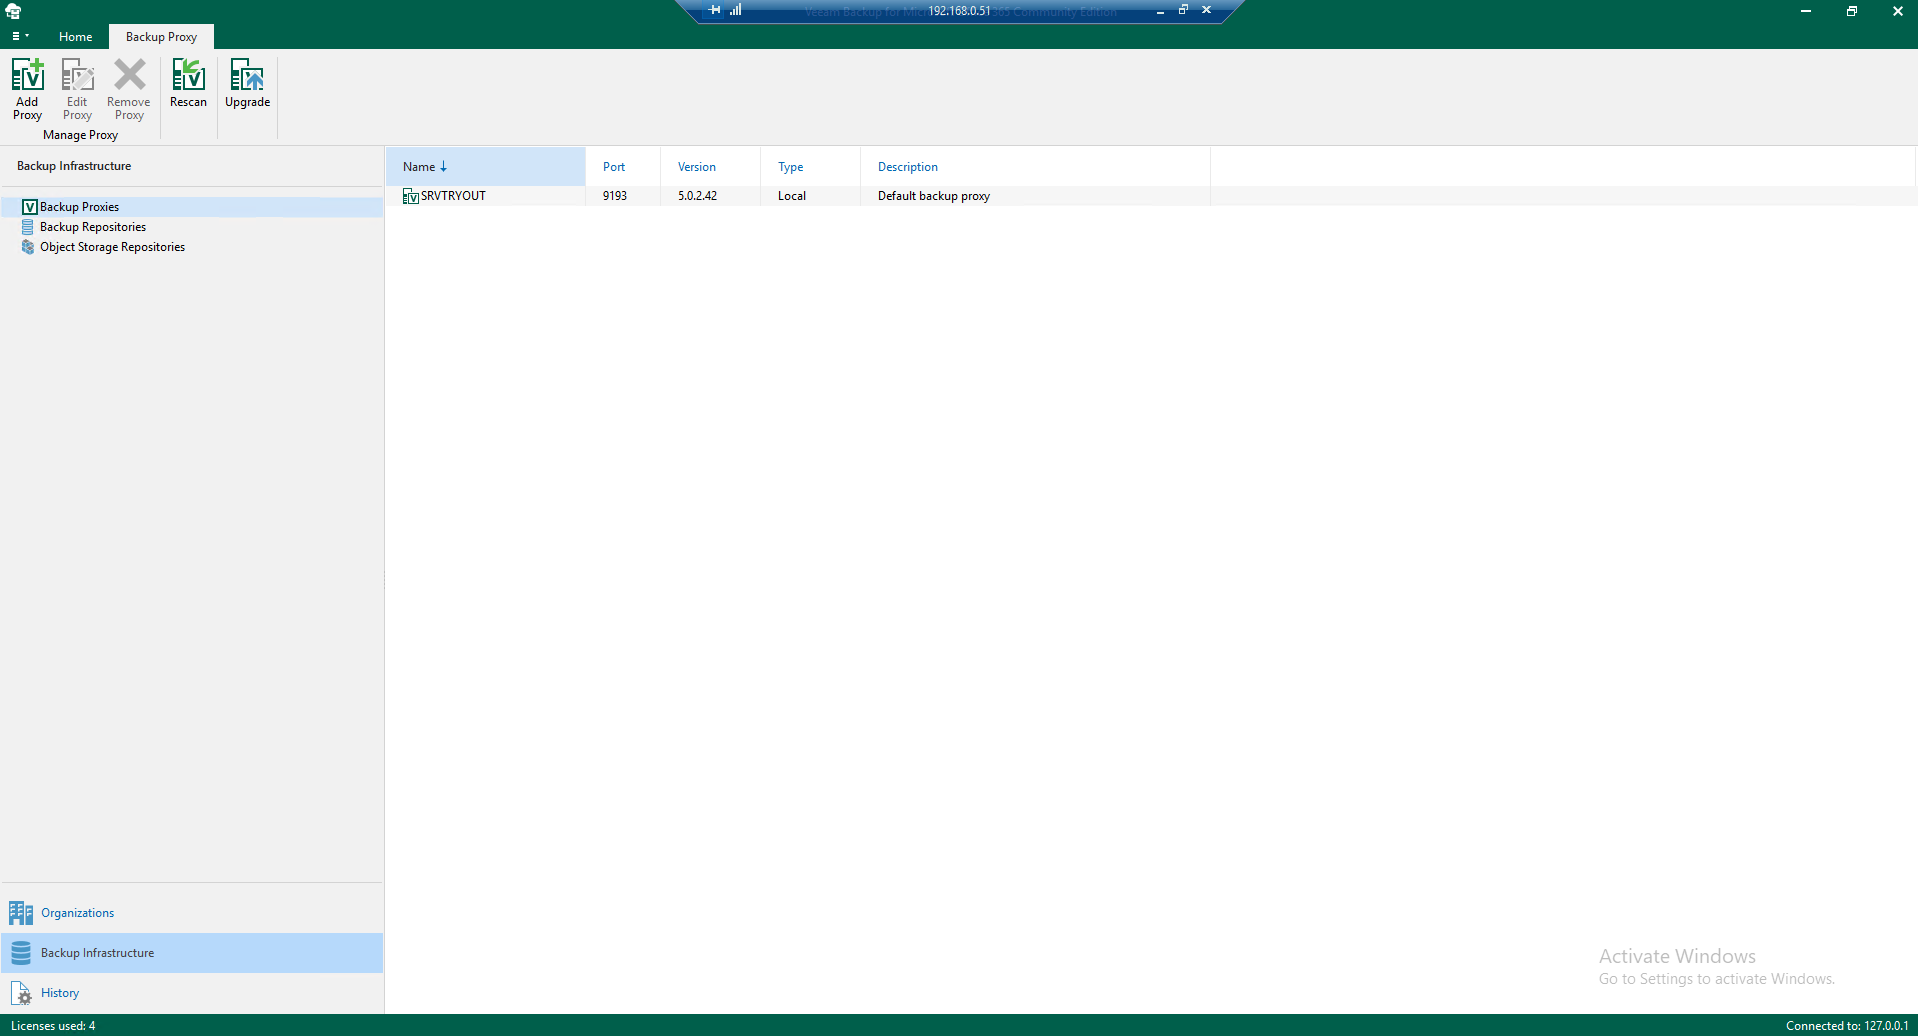 Veeam Backup for Micr 192.168.0.51 365 Community Edition
Home
Backup Proxy
Add Proxy
Edit Proxy
Remove Proxy
Rescan
Upgrade
Manage Proxy
Backup Infrastructure
Backup Proxies
Backup Repositories
Object Storage Repositories
Name Port Version Type Description
SRVTRYOUT 9193 5.0.2.42 Local Default backup proxy
Organizations
Backup Infrastructure
History
Activate Windows
Go to Settings to activate Windows.
Licenses used: 4
Connected to: 127.0.0.1